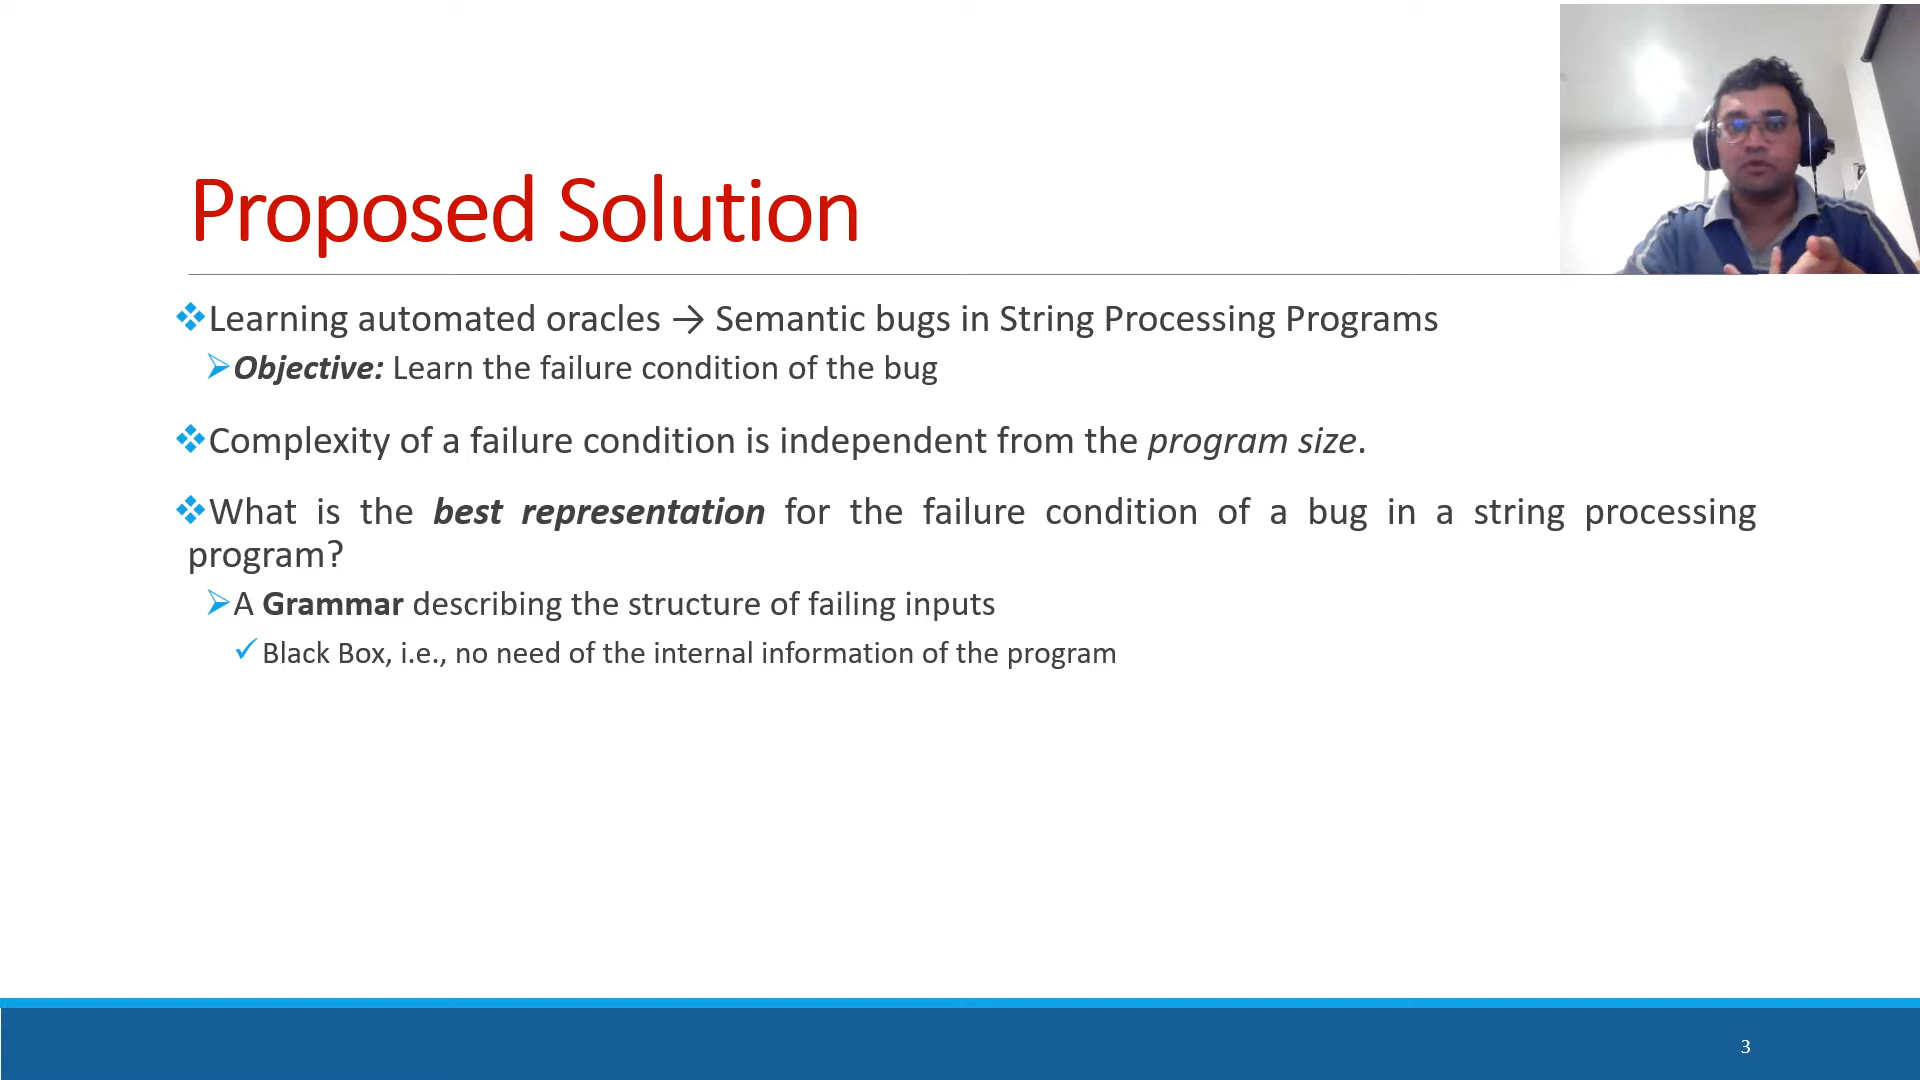 Proposed Solution
Learning automated oracles → Semantic bugs in String Processing Programs
Objective: Learn the failure condition of the bug
Complexity of a failure condition is independent from the program size.
What is the best representation for the failure condition of a bug in a string processing
program?
A Grammar describing the structure of failing inputs
Black Box, i.e., no need of the internal information of the program
3